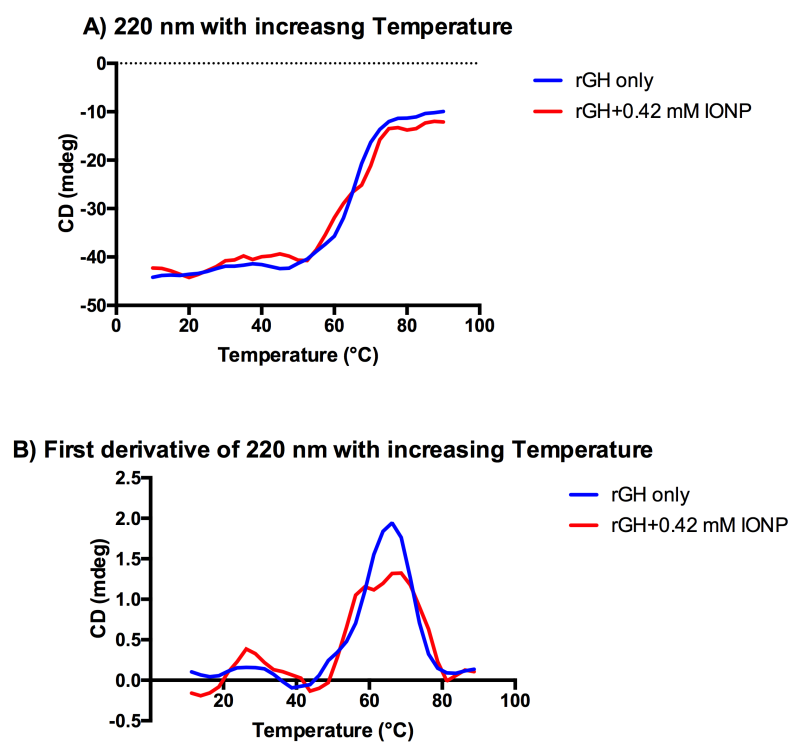 A) 220 nm with increasng Temperature
0
-10
-20
-30
-40
-50
CD (mdeg)
0
20
40
60
80
100
Temperature (°C)
rGH only
rGH+0.42 mM IONP
B) First derivative of 220 nm with increasing Temperature
2.5
2.0
1.5
1.0
0.5
0.0
-0.5
CD (mdeg)
20
40
60
80
100
Temperature (°C)
rGH only
rGH+0.42 mM IONP